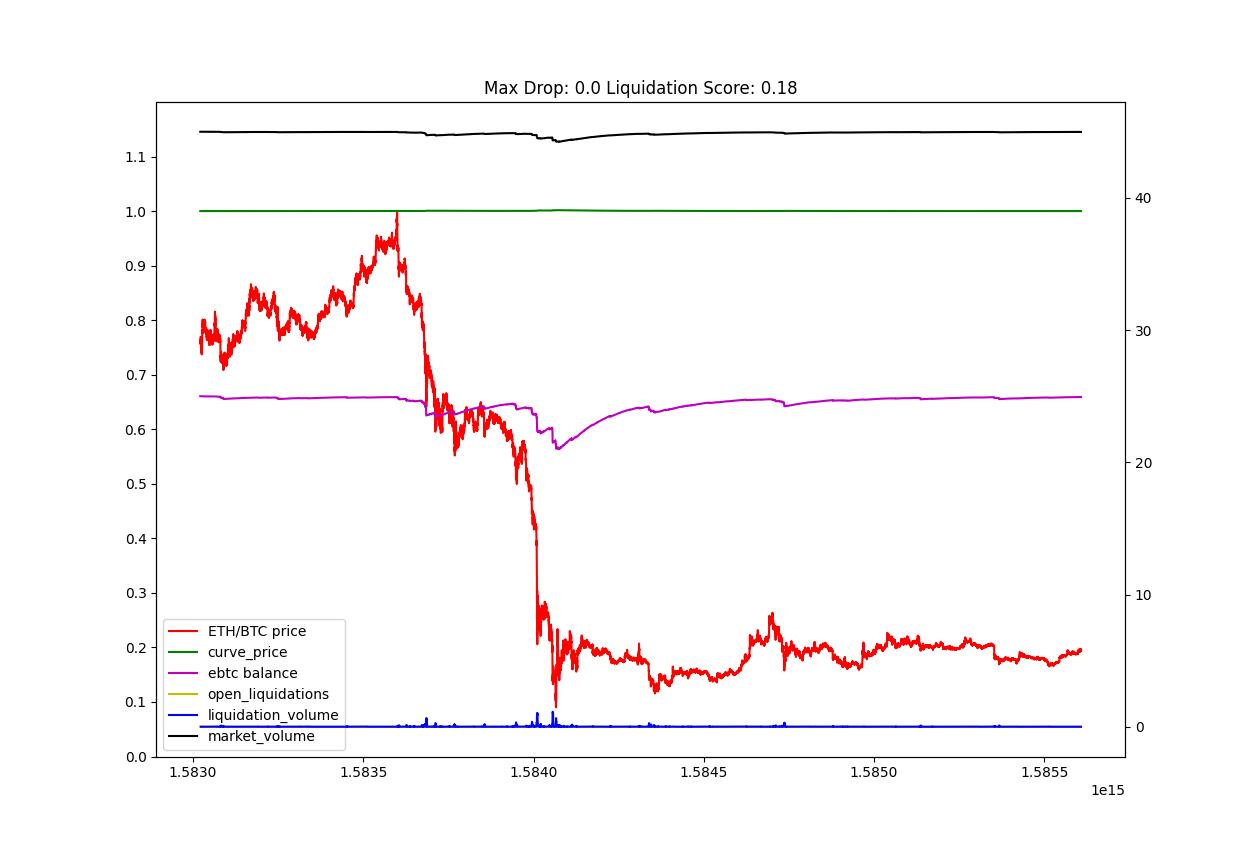 Max Drop: 0.0 Liquidation Score: 0.18
1.1
1.0
0.9
0.8
0.7
0.6
0.5
0.4
0.3
0.2
0.1
0.0
40
30
20
10
0
ETH/BTC price
curve_price
ebtc balance
open_liquidations
liquidation_volume
market_volume
1.5830 1.5835 1.5840 1.5845 1.5850 1.5855
1e15